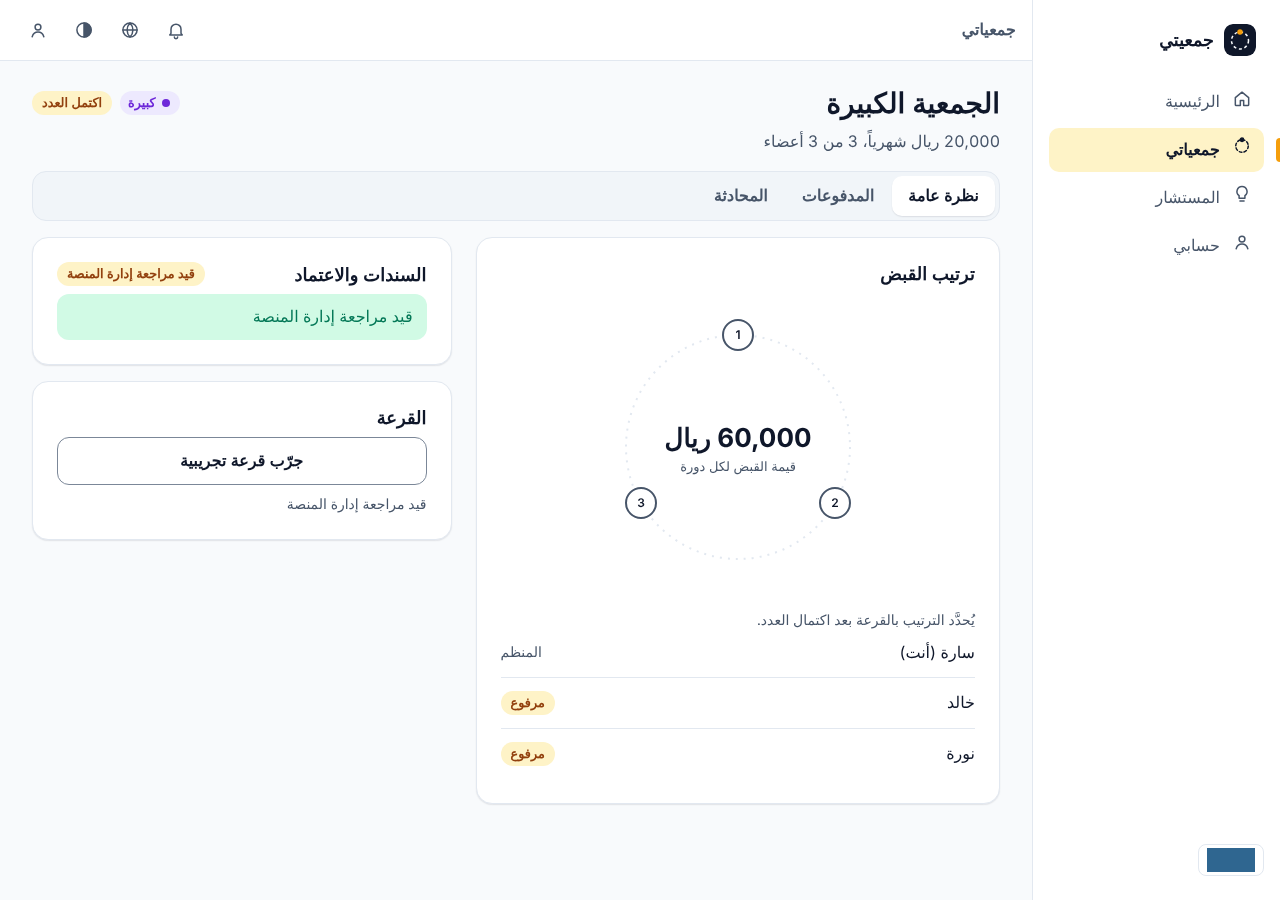 جمعيتي
الرئيسية
جمعياتي
المستشار
حسابي
جمعياتي
الجمعية الكبيرة
كبيرة
اكتمل العدد
20,000 ريال شهرياً، 3 من 3 أعضاء
نظرة عامة
المدفوعات
المحادثة
ترتيب القبض
1
60,000 ريال
قيمة القبض لكل دورة
2
3
يُحدَّد الترتيب بالقرعة بعد اكتمال العدد.
سارة (أنت)
المنظم
خالد
مرفوع
نورة
مرفوع
السندات والاعتماد
قيد مراجعة إدارة المنصة
قيد مراجعة إدارة المنصة
القرعة
جرّب قرعة تجريبية
قيد مراجعة إدارة المنصة